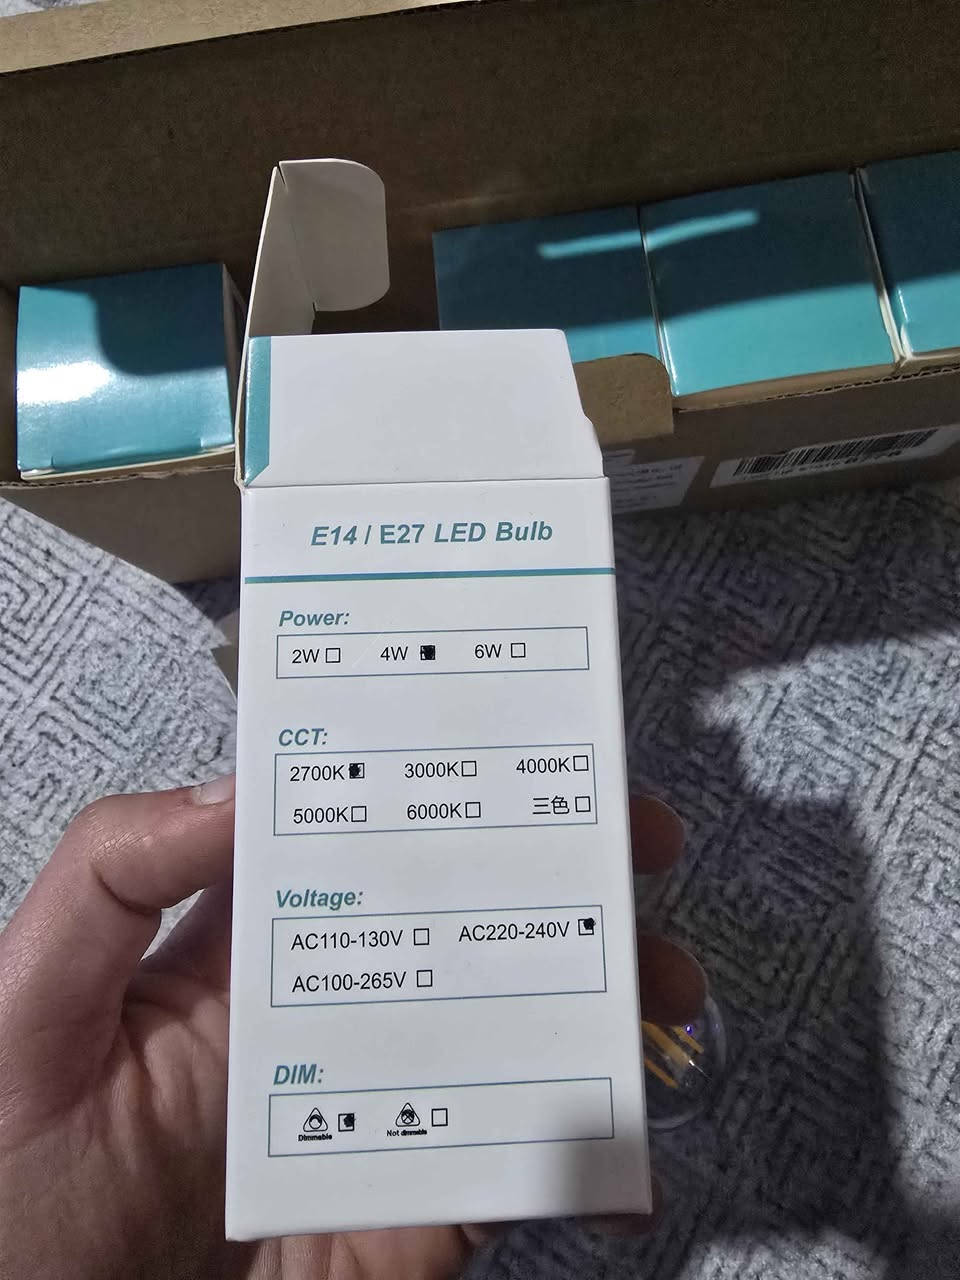 E14 / E27 LED Bulb
Power:
2W☐ 4W ■ 6W ☐
CCT:
2700K■ 3000K☐ 4000K☐
5000K☐ 6000K☐ 三色☐
Voltage:
AC110-130V ☐ AC220-240V ■
AC100-265V ☐
DIM:
Dimmable ■ Not dimmable ☐